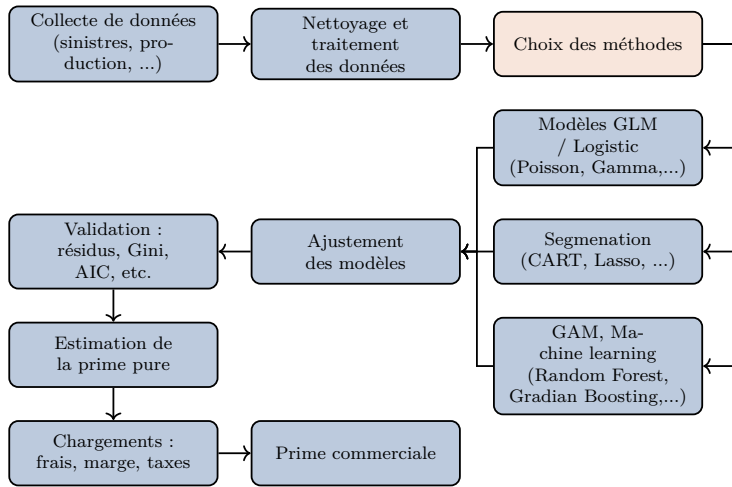 Collecte de données
(sinistres, pro-
duction, ...)
Nettoyage et
traitement
des données
Choix des méthodes
Modèles GLM
/ Logistic
(Poisson, Gamma,...)
Segmenation
(CART, Lasso, ...)
GAM, Ma-
chine learning
(Random Forest,
Gradian Boosting,...)
Ajustement
des modèles
Validation :
résidus, Gini,
AIC, etc.
Estimation de
la prime pure
Chargements :
frais, marge, taxes
Prime commerciale